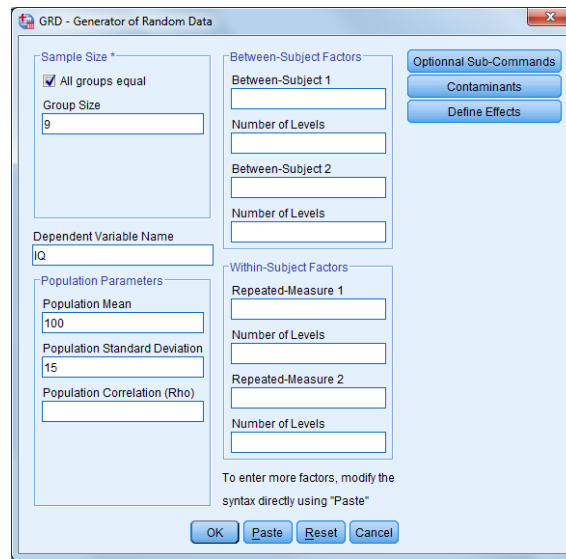 GRD - Generator of Random Data
x
Sample Size *
All groups equal
Group Size
9
Dependent Variable Name
IQ
Population Parameters
Population Mean
100
Population Standard Deviation
15
Population Correlation (Rho)
Between-Subject Factors
Between-Subject 1
Number of Levels
Between-Subject 2
Number of Levels
Within-Subject Factors
Repeated-Measure 1
Number of Levels
Repeated-Measure 2
Number of Levels
To enter more factors, modify the
syntax directly using "Paste"
Optionnal Sub-Commands
Contaminants
Define Effects
OK Paste Reset Cancel